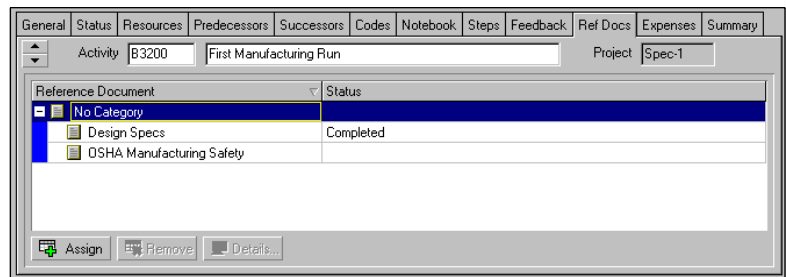 General Status Resources Predecessors Successors Codes Notebook Steps Feedback Ref Docs Expenses Summary
Activity B3200 First Manufacturing Run Project Spec-1
Reference Document Status
No Category
Design Specs Completed
OSHA Manufacturing Safety
Assign Remove Details...